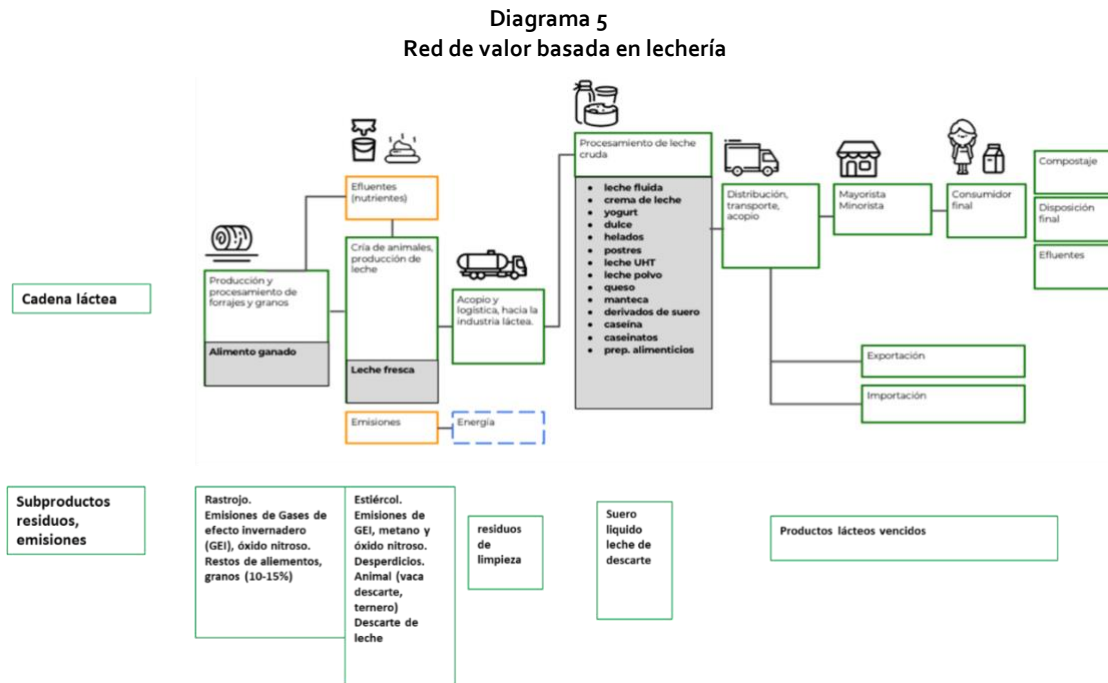 Diagrama 5
Red de valor basada en lechería
Efluentes
(nutrientes)
Procesamiento de leche
cruda
Compostaje
Distribución,
transporte,
acopio
Mayorista
Minorista
Consumidor
final
Disposición
final
Efluentes
Cadena láctea
Producción y
procesamiento de
forrajes y granos
Alimento ganado
Cría de animales,
producción de
leche
Leche fresca
Acopio y
logística, hacia la
industria láctea.
leche fluida
crema de leche
yogurt
dulce
helados
postres
leche UHT
leche polvo
queso
manteca
derivados de suero
caseína
caseinatos
prep. alimenticios
Exportación
Importación
Emisiones
Energía
Subproductos
residuos,
emisiones
Rastrojo.
Emisiones de Gases de
efecto invernadero
(GEI), óxido nitroso.
Restos de aliementos,
granos (10-15%)
Estiércol.
Emisiones de
GEI, metano y
óxido nitroso.
Desperdicios.
Animal (vaca
descarte,
ternero)
Descarte de
leche
residuos
de
limpieza
Suero
liquido
leche de
descarte
Productos lácteos vencidos